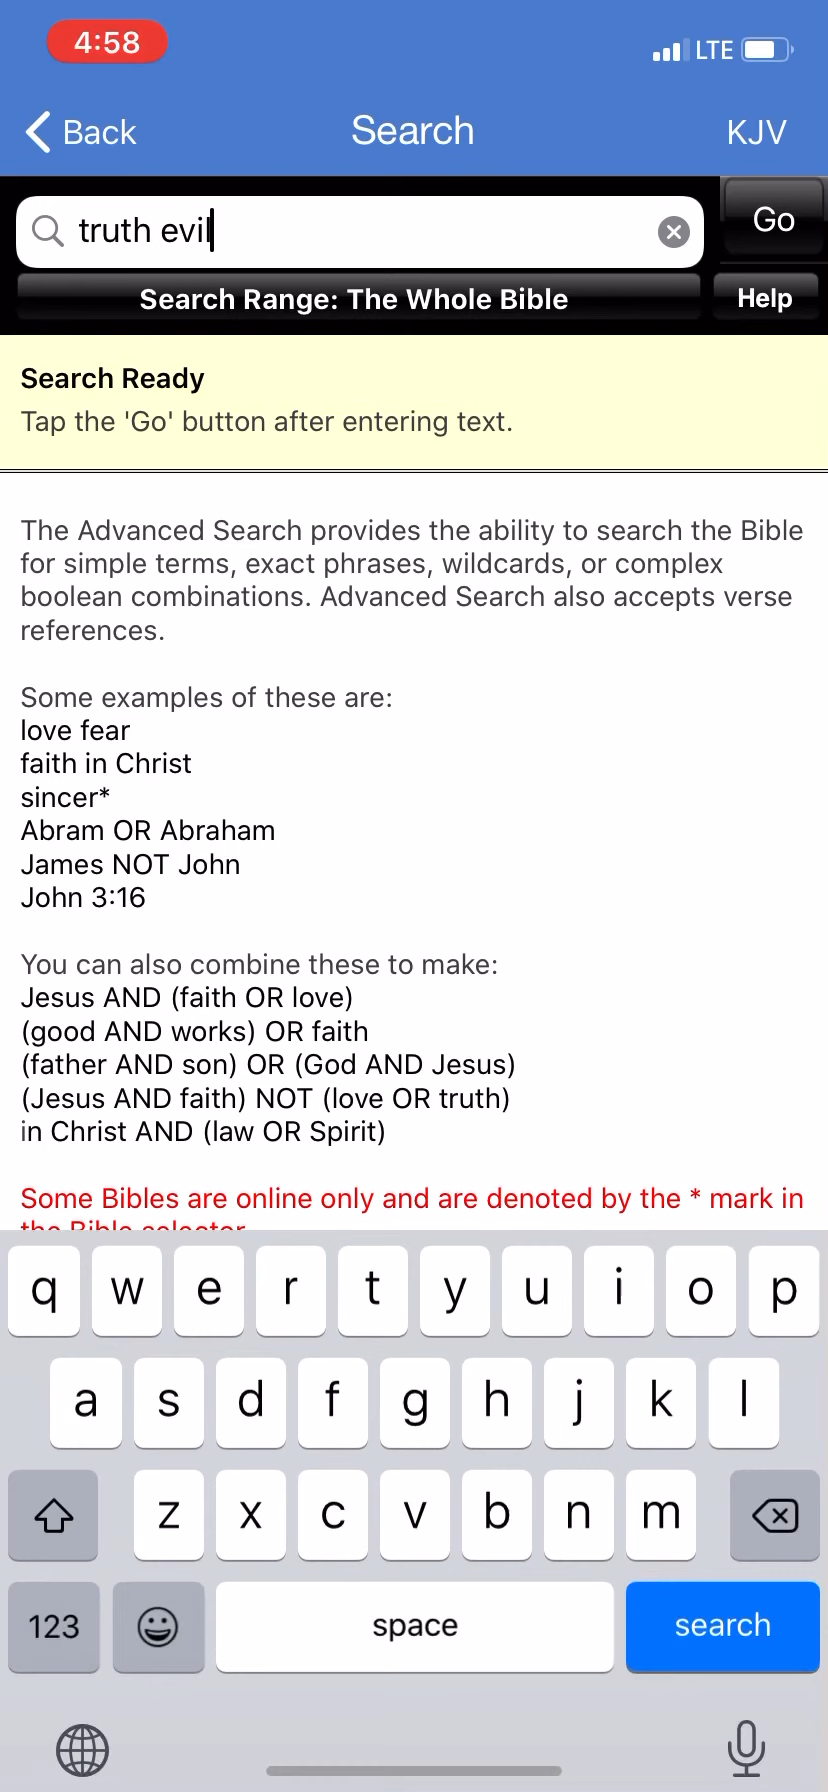 4:58
LTE
Back
Search
KJV
truth evil
Go
Search Range: The Whole Bible
Help
Search Ready
Tap the 'Go' button after entering text.
The Advanced Search provides the ability to search the Bible
for simple terms, exact phrases, wildcards, or complex
boolean combinations. Advanced Search also accepts verse
references.
Some examples of these are:
love fear
faith in Christ
sincer*
Abram OR Abraham
James NOT John
John 3:16
You can also combine these to make:
Jesus AND (faith OR love)
(good AND works) OR faith
(father AND son) OR (God AND Jesus)
(Jesus AND faith) NOT (love OR truth)
in Christ AND (law OR Spirit)
Some Bibles are online only and are denoted by the * mark in
the Bible selector
q w e r t y u i o p
a s d f g h j k l
z x c v b n m
123
space
search